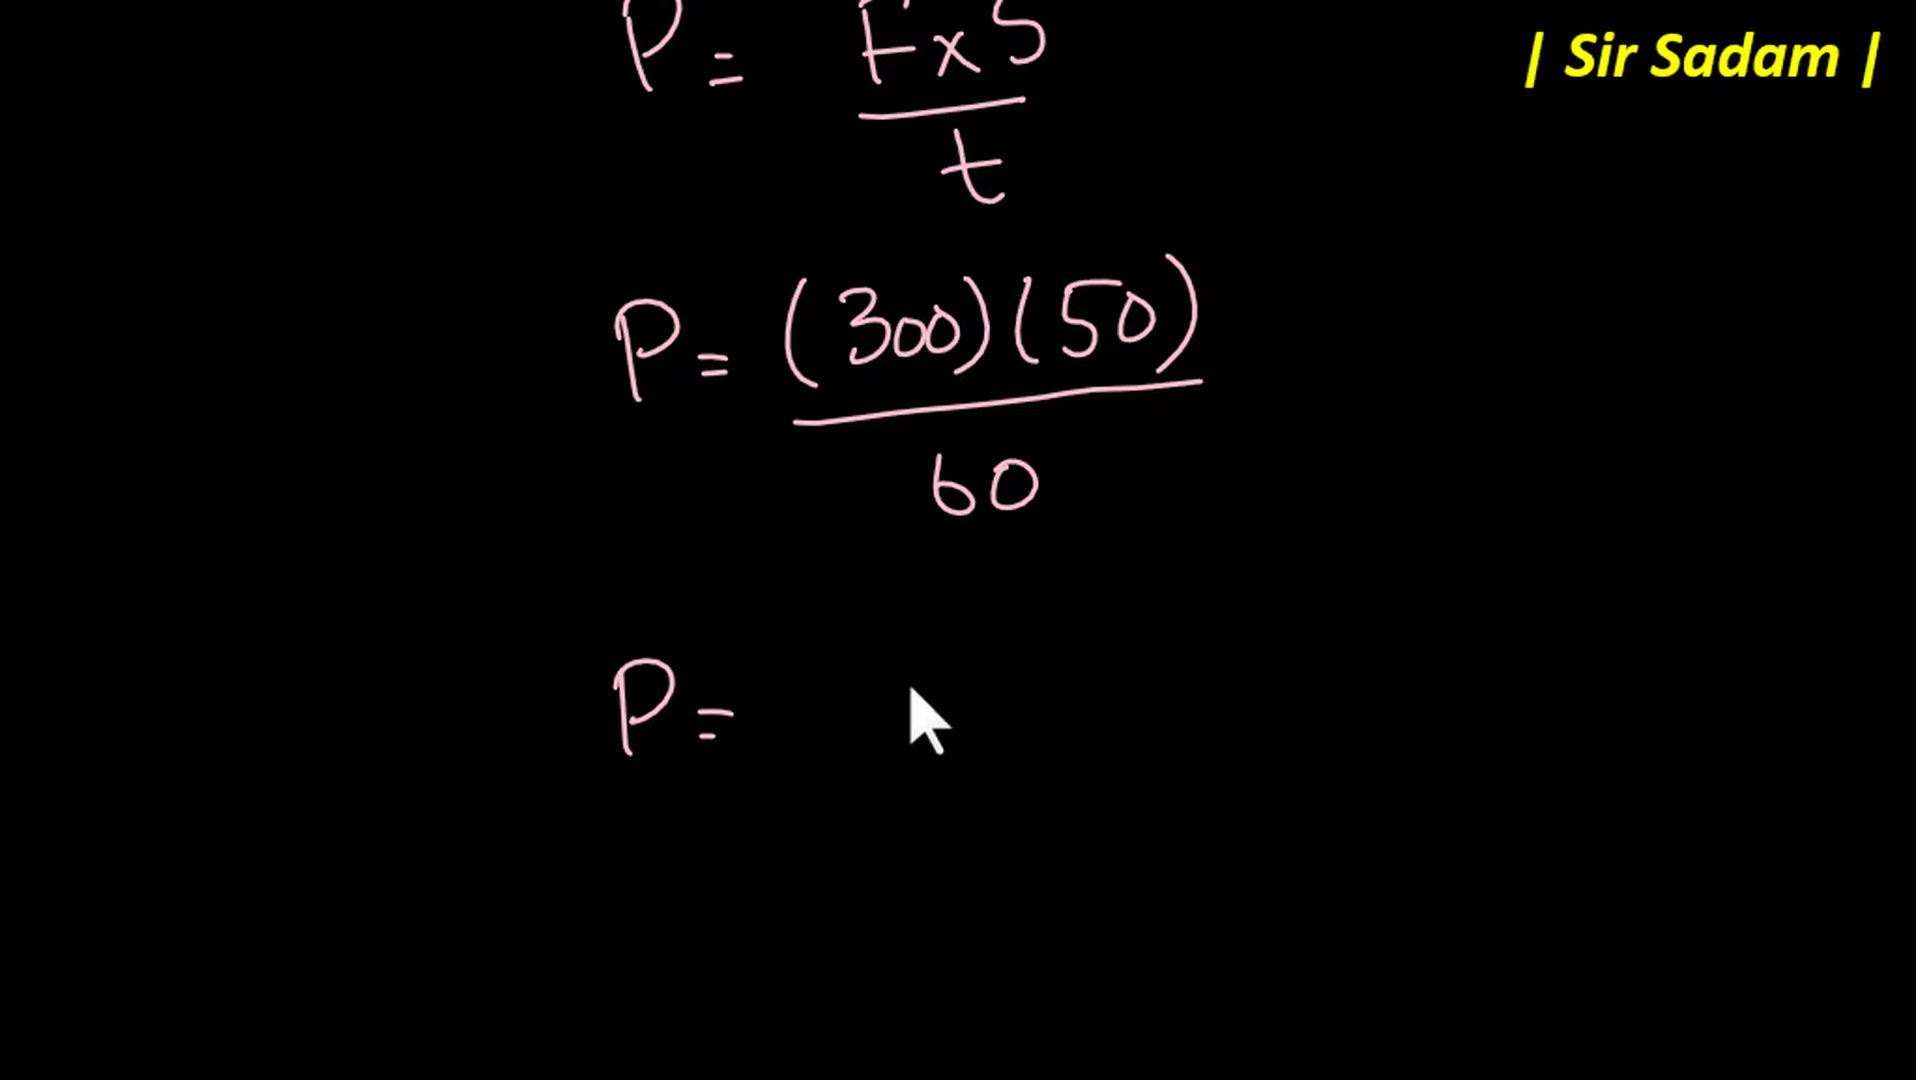 | Sir Sadam |
P = F x S
t
P = (300)(50)
60
P =